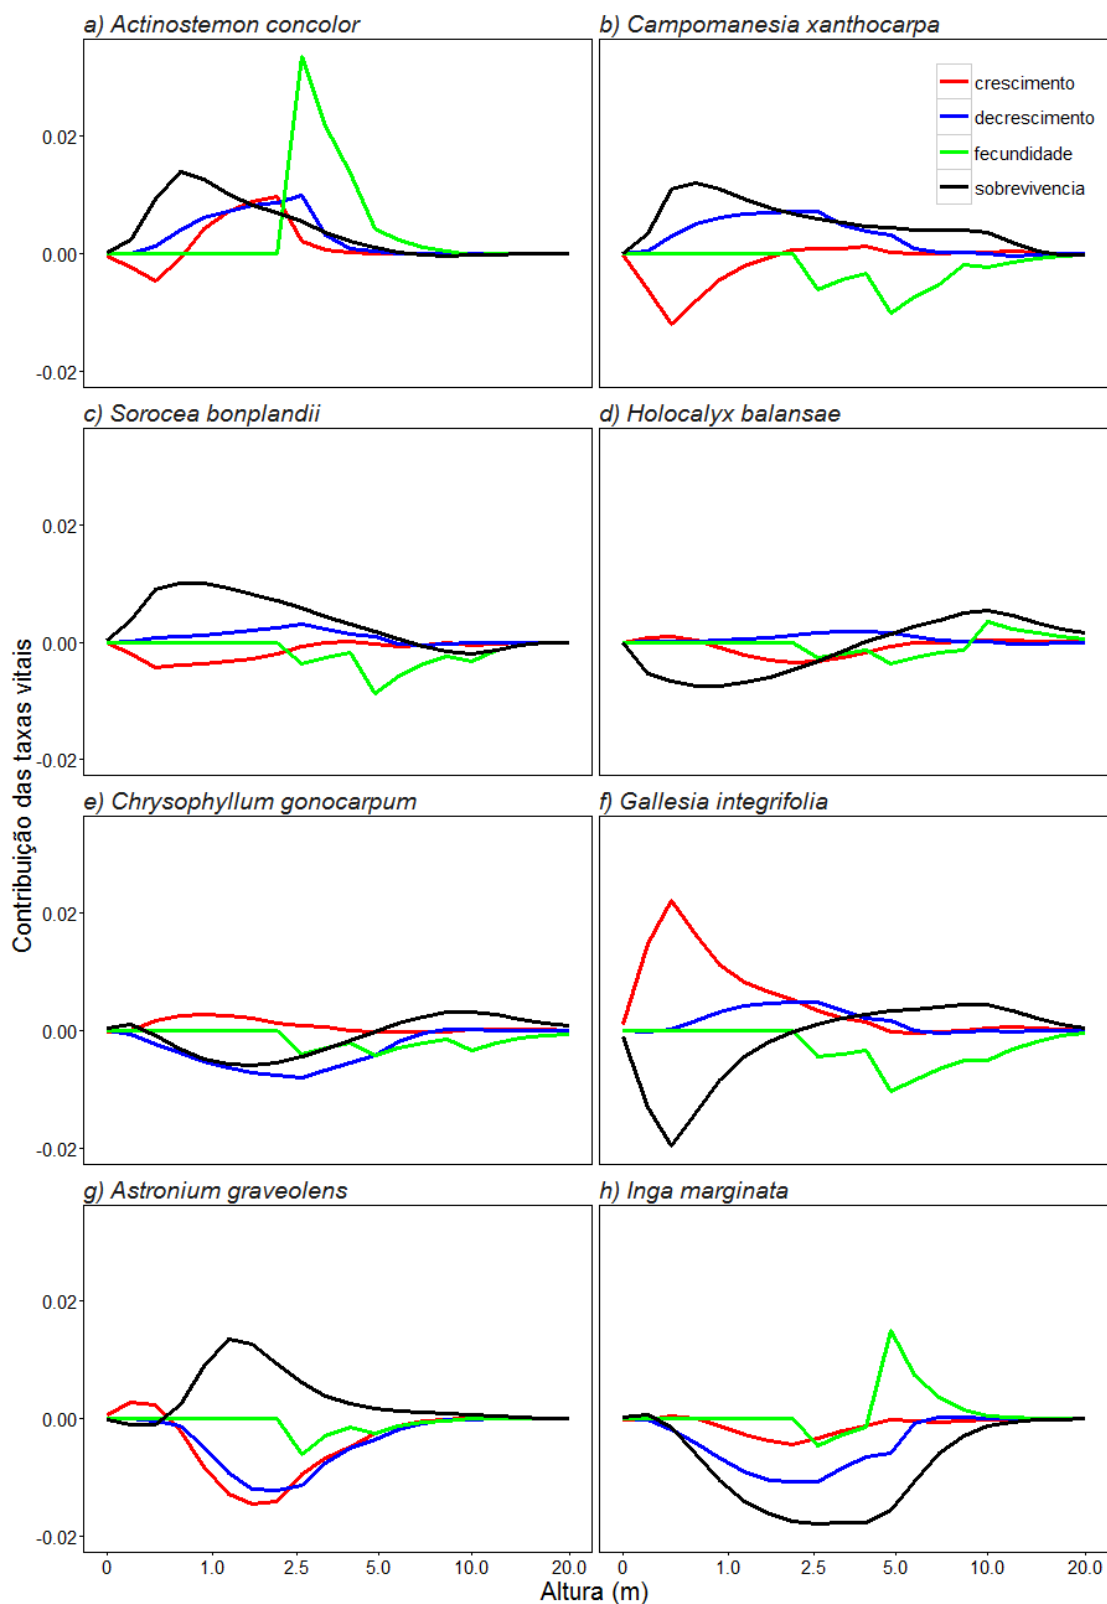 a) Actinostemon concolor
b) Campomanesia xanthocarpa
crescimento
decrescimento
fecundidade
sobrevivencia
0.02
0.00
-0.02
c) Sorocea bonplandii
d) Holocalyx balansae
0.02
0.00
-0.02
Contribuição das taxas vitais
e) Chrysophyllum gonocarpum
f) Gallesia integrifolia
0.02
0.00
-0.02
g) Astronium graveolens
h) Inga marginata
0.02
0.00
-0.02
0 1.0 2.5 5.0 10.0 20.0 0 1.0 2.5 5.0 10.0 20.0
Altura (m)